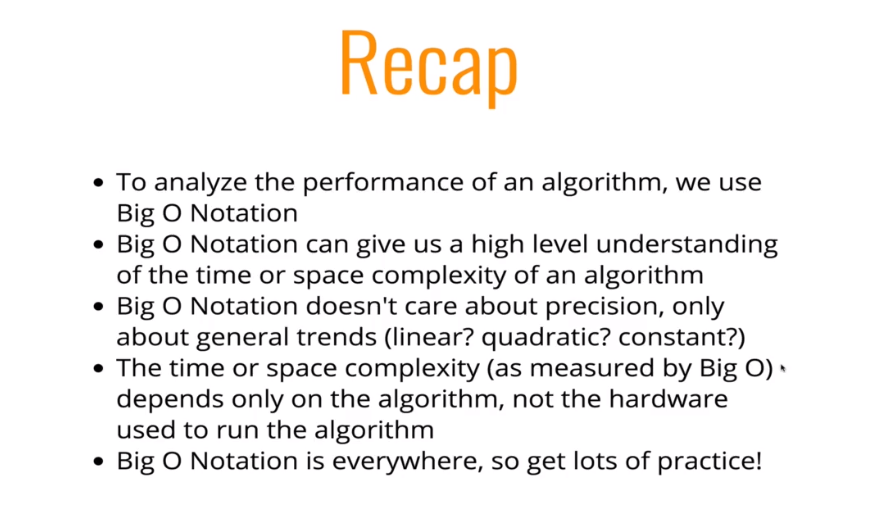 Recap
• To analyze the performance of an algorithm, we use
Big O Notation
• Big O Notation can give us a high level understanding
of the time or space complexity of an algorithm
• Big O Notation doesn't care about precision, only
about general trends (linear? quadratic? constant?)
• The time or space complexity (as measured by Big O)
depends only on the algorithm, not the hardware
used to run the algorithm
• Big O Notation is everywhere, so get lots of practice!